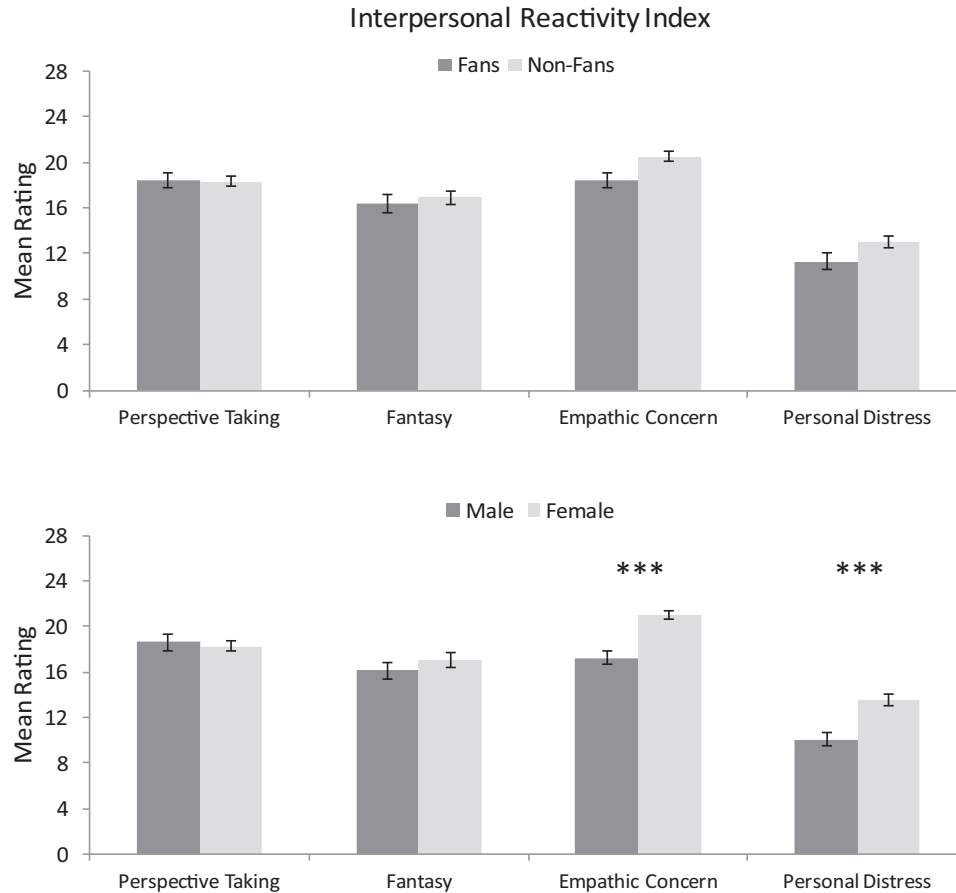 Interpersonal Reactivity Index
Fans Non-Fans
28
24
20
16
12
8
4
0
Mean Rating
Perspective Taking Fantasy Empathic Concern Personal Distress
Male Female
28
24
20
16
12
8
4
0
Mean Rating
*** ***
Perspective Taking Fantasy Empathic Concern Personal Distress